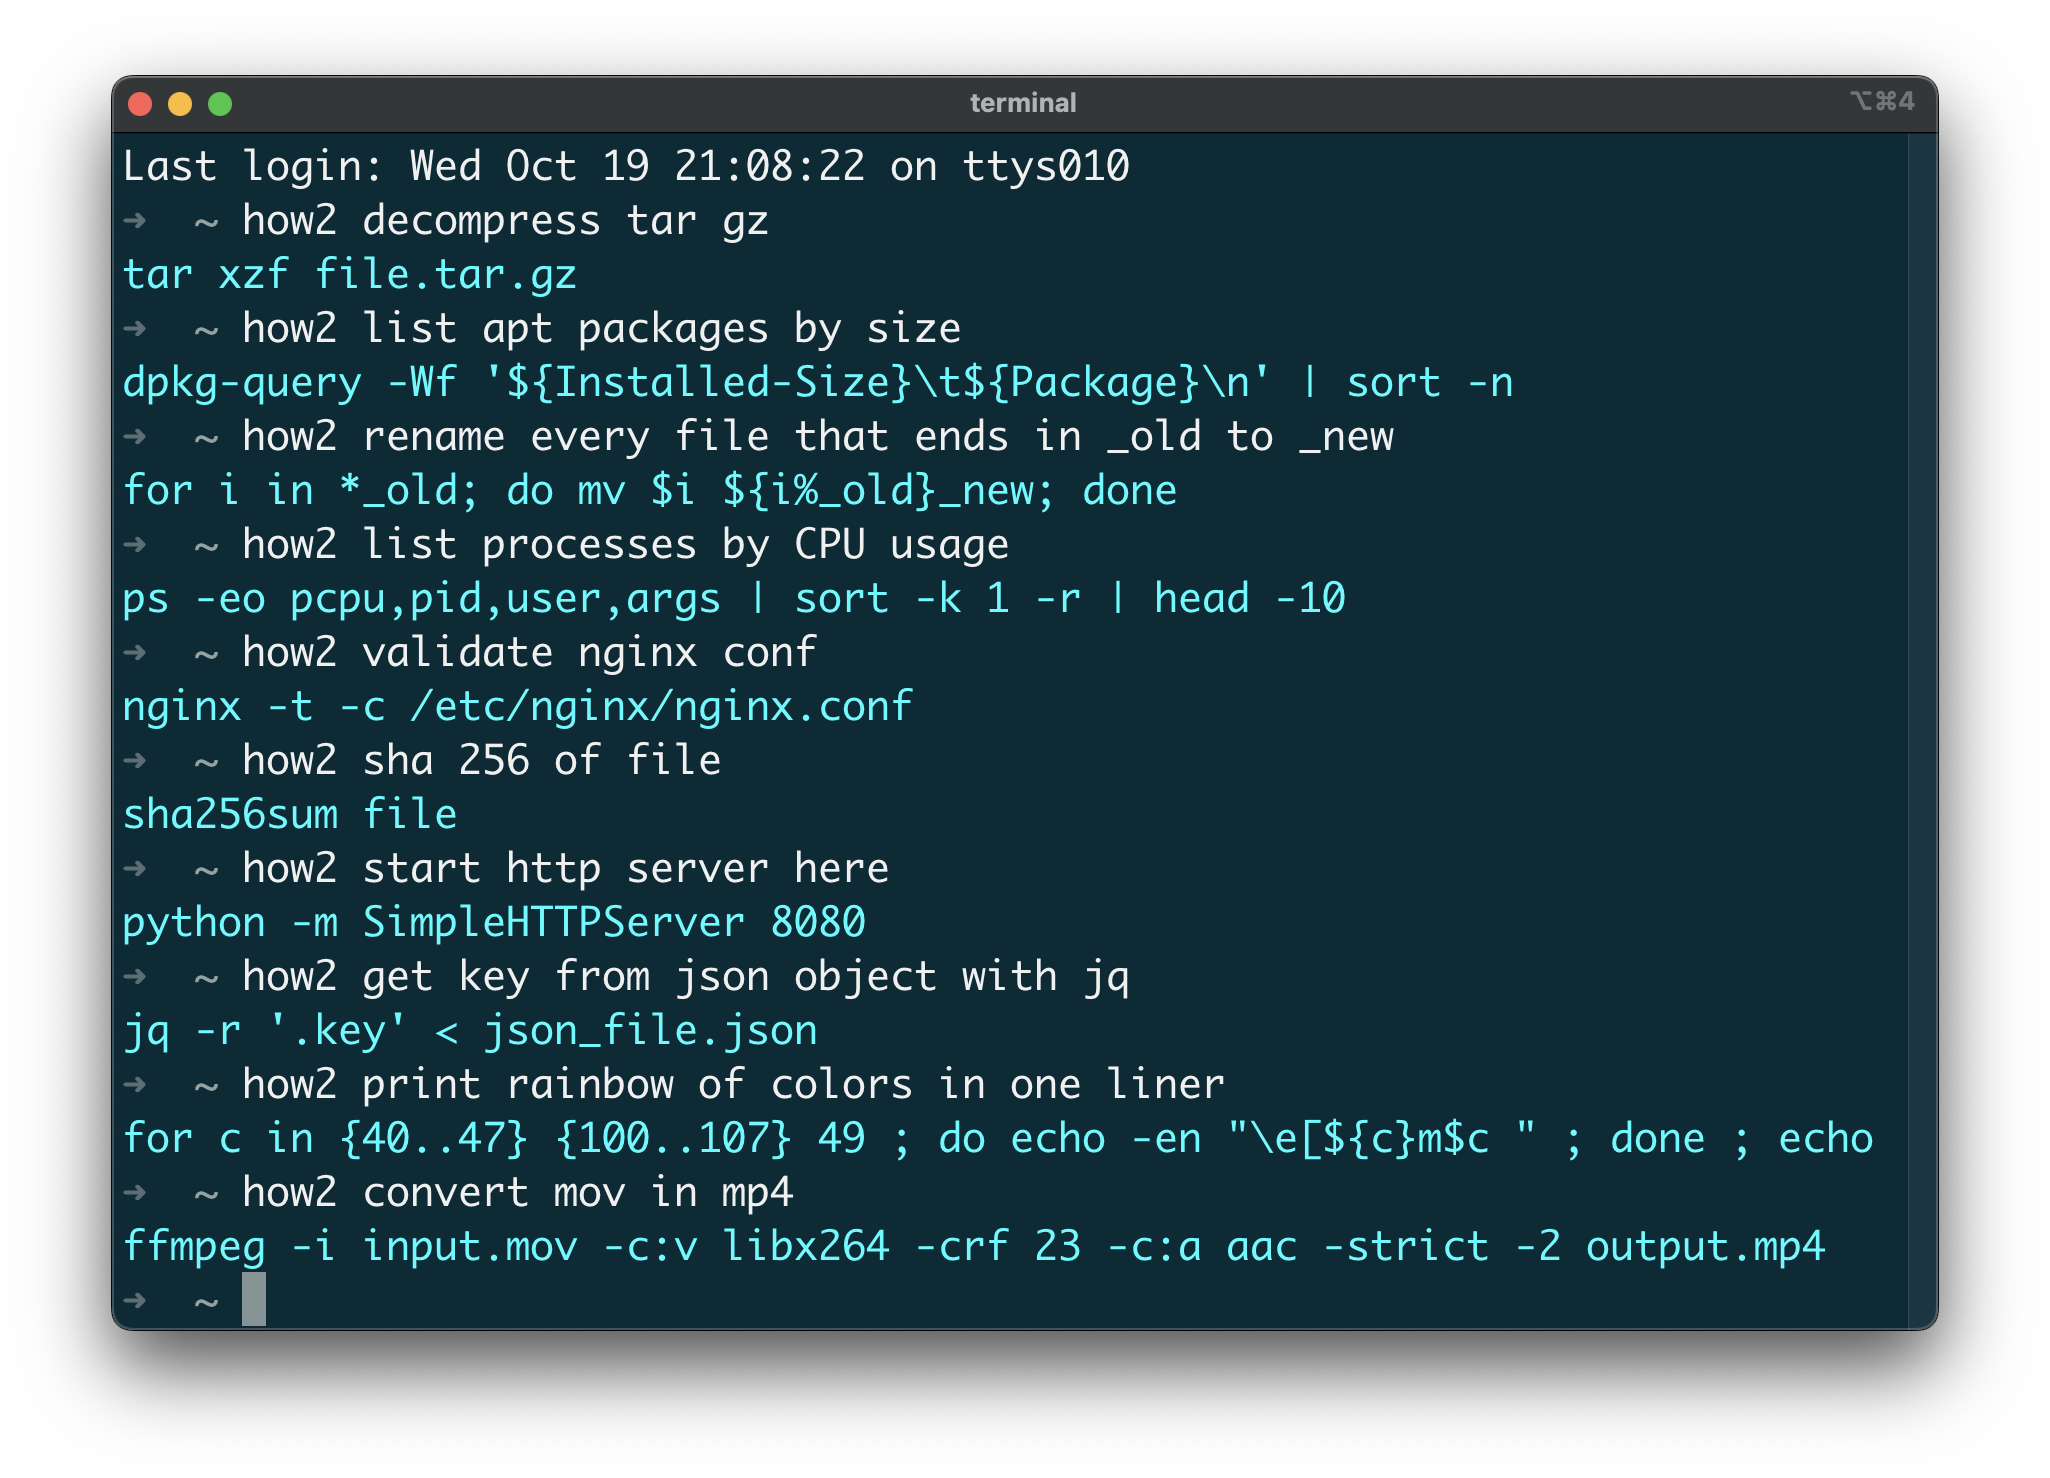 terminal
⌥⌘4
Last login: Wed Oct 19 21:08:22 on ttys010
➜  ~ how2 decompress tar gz
tar xzf file.tar.gz
➜  ~ how2 list apt packages by size
dpkg-query -Wf '${Installed-Size}\t${Package}\n' | sort -n
➜  ~ how2 rename every file that ends in _old to _new
for i in *_old; do mv $i ${i%_old}_new; done
➜  ~ how2 list processes by CPU usage
ps -eo pcpu,pid,user,args | sort -k 1 -r | head -10
➜  ~ how2 validate nginx conf
nginx -t -c /etc/nginx/nginx.conf
➜  ~ how2 sha 256 of file
sha256sum file
➜  ~ how2 start http server here
python -m SimpleHTTPServer 8080
➜  ~ how2 get key from json object with jq
jq -r '.key' < json_file.json
➜  ~ how2 print rainbow of colors in one liner
for c in {40..47} {100..107} 49 ; do echo -en "\e[${c}m$c " ; done ; echo
➜  ~ how2 convert mov in mp4
ffmpeg -i input.mov -c:v libx264 -crf 23 -c:a aac -strict -2 output.mp4
➜  ~